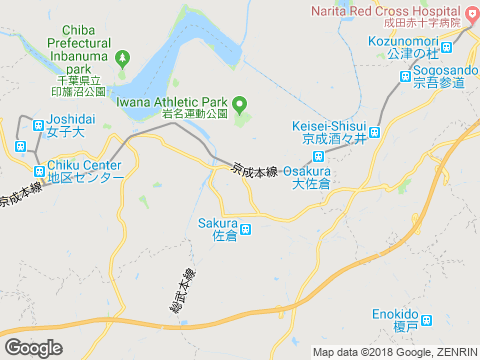 Narita Red Cross Hospital
成田赤十字病院
Chiba
Prefectural
Inbanuma
park
千葉県立
印旛沼公園
Kozunomori
公津の杜
Sogosando
宗吾参道
Iwana Athletic Park
岩名運動公園
Joshidai
女子大
Keisei-Shisui
京成酒々井
Chiku Center
地区センター
京成本線
京成本線
Osakura
大佐倉
Sakura
佐倉
総武本線
Enokido
榎戸
Google
Map data ©2018 Google, ZENRIN